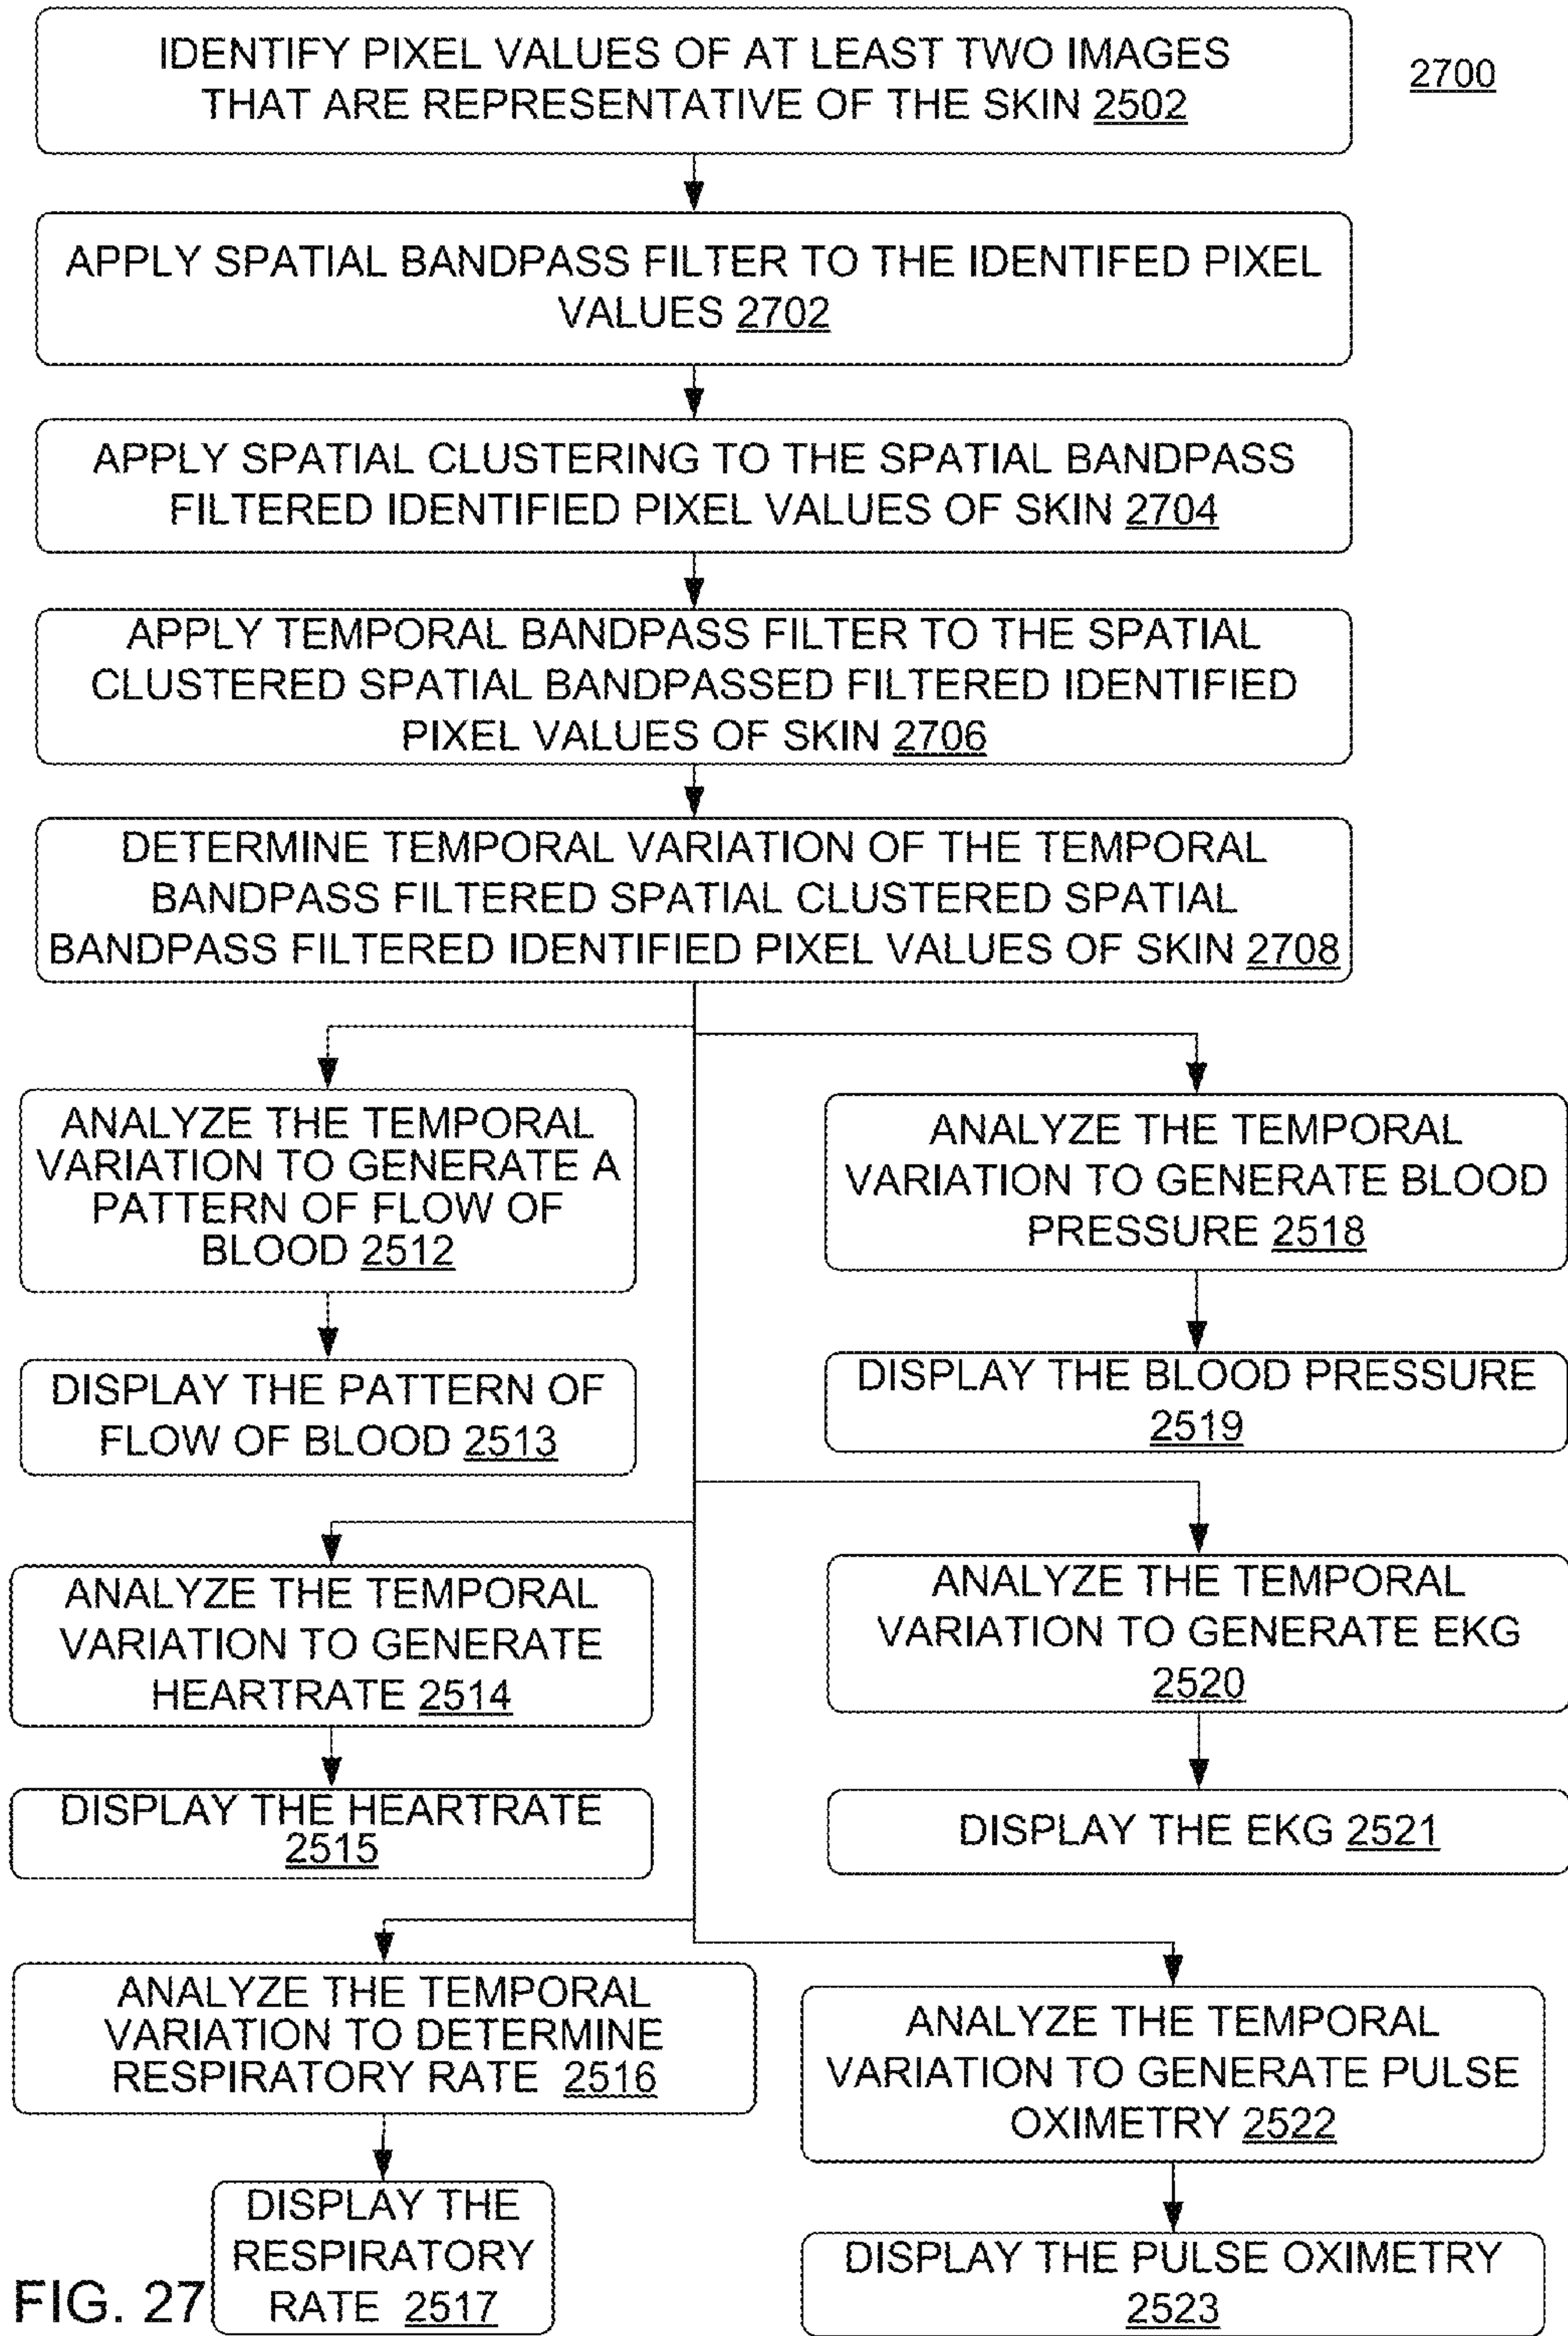 IDENTIFY PIXEL VALUES OF AT LEAST TWO IMAGES
THAT ARE REPRESENTATIVE OF THE SKIN 2502
2700
APPLY SPATIAL BANDPASS FILTER TO THE IDENTIFED PIXEL
VALUES 2702
APPLY SPATIAL CLUSTERING TO THE SPATIAL BANDPASS
FILTERED IDENTIFIED PIXEL VALUES OF SKIN 2704
APPLY TEMPORAL BANDPASS FILTER TO THE SPATIAL
CLUSTERED SPATIAL BANDPASSED FILTERED IDENTIFIED
PIXEL VALUES OF SKIN 2706
DETERMINE TEMPORAL VARIATION OF THE TEMPORAL
BANDPASS FILTERED SPATIAL CLUSTERED SPATIAL
BANDPASS FILTERED IDENTIFIED PIXEL VALUES OF SKIN 2708
ANALYZE THE TEMPORAL
VARIATION TO GENERATE A
PATTERN OF FLOW OF
BLOOD 2512
ANALYZE THE TEMPORAL
VARIATION TO GENERATE BLOOD
PRESSURE 2518
DISPLAY THE PATTERN OF
FLOW OF BLOOD 2513
DISPLAY THE BLOOD PRESSURE
2519
ANALYZE THE TEMPORAL
VARIATION TO GENERATE
HEARTRATE 2514
ANALYZE THE TEMPORAL
VARIATION TO GENERATE EKG
2520
DISPLAY THE HEARTRATE
2515
DISPLAY THE EKG 2521
ANALYZE THE TEMPORAL
VARIATION TO DETERMINE
RESPIRATORY RATE 2516
ANALYZE THE TEMPORAL
VARIATION TO GENERATE PULSE
OXIMETRY 2522
DISPLAY THE
RESPIRATORY
RATE 2517
DISPLAY THE PULSE OXIMETRY
2523
FIG. 27